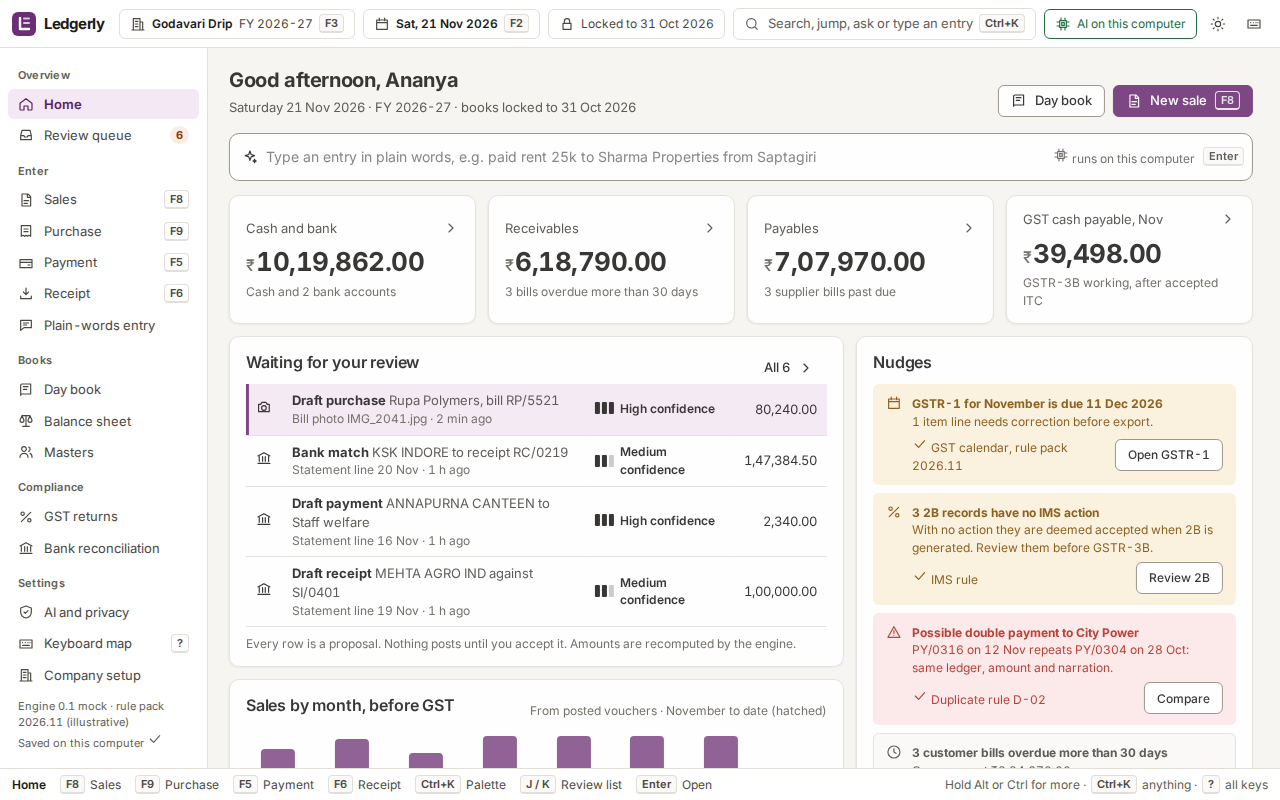 Ledgerly
Godavari Drip FY 2026-27 F3
Sat, 21 Nov 2026 F2
Locked to 31 Oct 2026
Search, jump, ask or type an entry Ctrl+K
AI on this computer
Overview
Home
Review queue 6
Enter
Sales F8
Purchase F9
Payment F5
Receipt F6
Plain-words entry
Books
Day book
Balance sheet
Masters
Compliance
GST returns
Bank reconciliation
Settings
AI and privacy
Keyboard map ?
Company setup
Engine 0.1 mock · rule pack
2026.11 (illustrative)
Saved on this computer
Good afternoon, Ananya
Saturday 21 Nov 2026 · FY 2026-27 · books locked to 31 Oct 2026
Day book
New sale F8
Type an entry in plain words, e.g. paid rent 25k to Sharma Properties from Saptagiri
runs on this computer Enter
Cash and bank
₹10,19,862.00
Cash and 2 bank accounts
Receivables
₹6,18,790.00
3 bills overdue more than 30 days
Payables
₹7,07,970.00
3 supplier bills past due
GST cash payable, Nov
₹39,498.00
GSTR-3B working, after accepted
ITC
Waiting for your review
All 6
Draft purchase Rupa Polymers, bill RP/5521
Bill photo IMG_2041.jpg · 2 min ago
High confidence
80,240.00
Bank match KSK INDORE to receipt RC/0219
Statement line 20 Nov · 1 h ago
Medium
confidence
1,47,384.50
Draft payment ANNAPURNA CANTEEN to
Staff welfare
Statement line 16 Nov · 1 h ago
High confidence
2,340.00
Draft receipt MEHTA AGRO IND against
SI/0401
Statement line 19 Nov · 1 h ago
Medium
confidence
1,00,000.00
Every row is a proposal. Nothing posts until you accept it. Amounts are recomputed by the engine.
Sales by month, before GST
From posted vouchers · November to date (hatched)
Nudges
GSTR-1 for November is due 11 Dec 2026
1 item line needs correction before export.
GST calendar, rule pack
2026.11
Open GSTR-1
3 2B records have no IMS action
With no action they are deemed accepted when 2B is
generated. Review them before GSTR-3B.
IMS rule
Review 2B
Possible double payment to City Power
PY/0316 on 12 Nov repeats PY/0304 on 28 Oct:
same ledger, amount and narration.
Duplicate rule D-02
Compare
3 customer bills overdue more than 30 days
Home F8 Sales F9 Purchase F5 Payment F6 Receipt Ctrl+K Palette J / K Review list Enter Open
Hold Alt or Ctrl for more · Ctrl+K anything · ? all keys